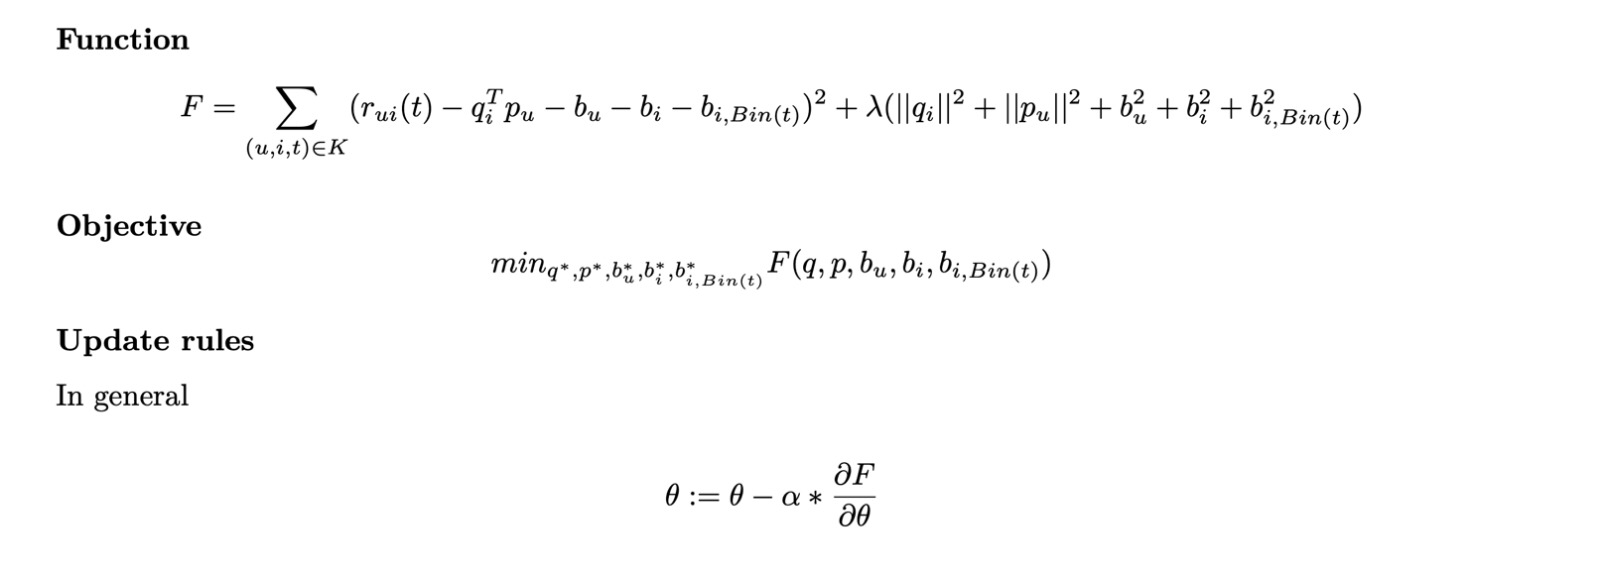 Function
F = \sum_{(u,i,t)\in K} (r_{ui}(t) - q_i^T p_u - b_u - b_i - b_{i,Bin(t)})^2 + \lambda(||q_i||^2 + ||p_u||^2 + b_u^2 + b_i^2 + b_{i,Bin(t)}^2)
Objective
min_{q^*,p^*,b_u^*,b_i^*,b_{i,Bin(t)}^*} F(q, p, b_u, b_i, b_{i,Bin(t)})
Update rules
In general
\theta := \theta - \alpha * \frac{\partial F}{\partial \theta}